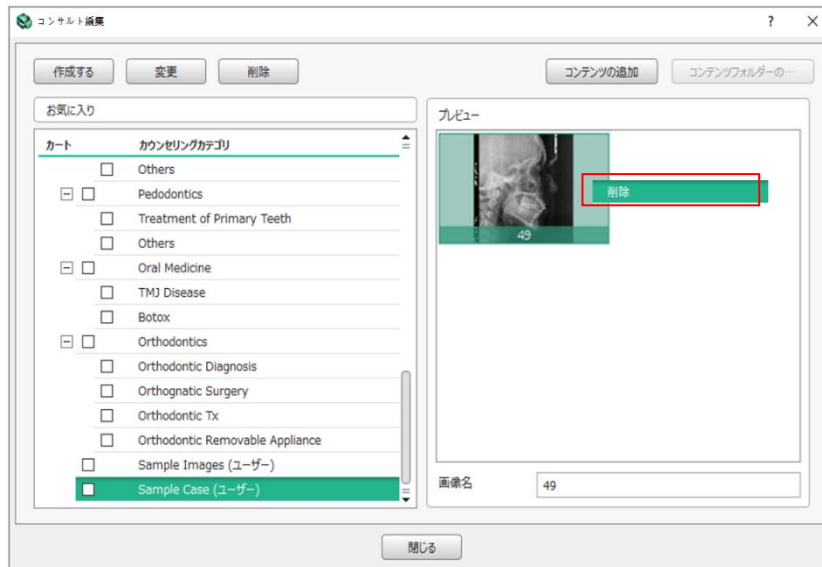 コンサルト編集
? ×
作成する 変更 削除 コンテンツの追加 コンテンツフォルダーの…
お気に入り
カート カウンセリングカテゴリ
Others
Pedodontics
Treatment of Primary Teeth
Others
Oral Medicine
TMJ Disease
Botox
Orthodontics
Orthodontic Diagnosis
Orthognatic Surgery
Orthodontic Tx
Orthodontic Removable Appliance
Sample Images (ユーザー)
Sample Case (ユーザー)
プレビュー
削除
49
画像名 49
閉じる